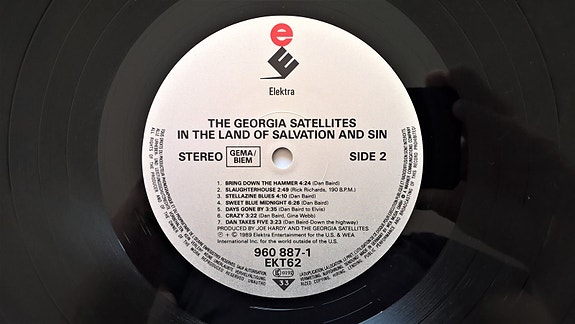 e
E
Elektra
THE GEORGIA SATELLITES
IN THE LAND OF SALVATION AND SIN
STEREO GEMA/ BIEM SIDE 2
1. BRING DOWN THE HAMMER 4:24 (Dan Baird)
2. SLAUGHTERHOUSE 2:49 (Rick Richards, 190 B.P.M.)
3. STELLAZINE BLUES 4:10 (Dan Baird)
4. SWEET BLUE MIDNIGHT 6:26 (Dan Baird)
5. DAYS GONE BY 3:35 (Dan Baird to Elvis)
6. CRAZY 3:22 (Dan Baird, Gina Webb)
7. DAN TAKES FIVE 3:23 (Dan Baird-Down the highway)
PRODUCED BY JOE HARDY AND THE GEORGIA SATELLITES
℗ + © 1989 Elektra Entertainment for the U.S. & WEA
International Inc. for the world outside of the U.S.
960 887-1
EKT62
33